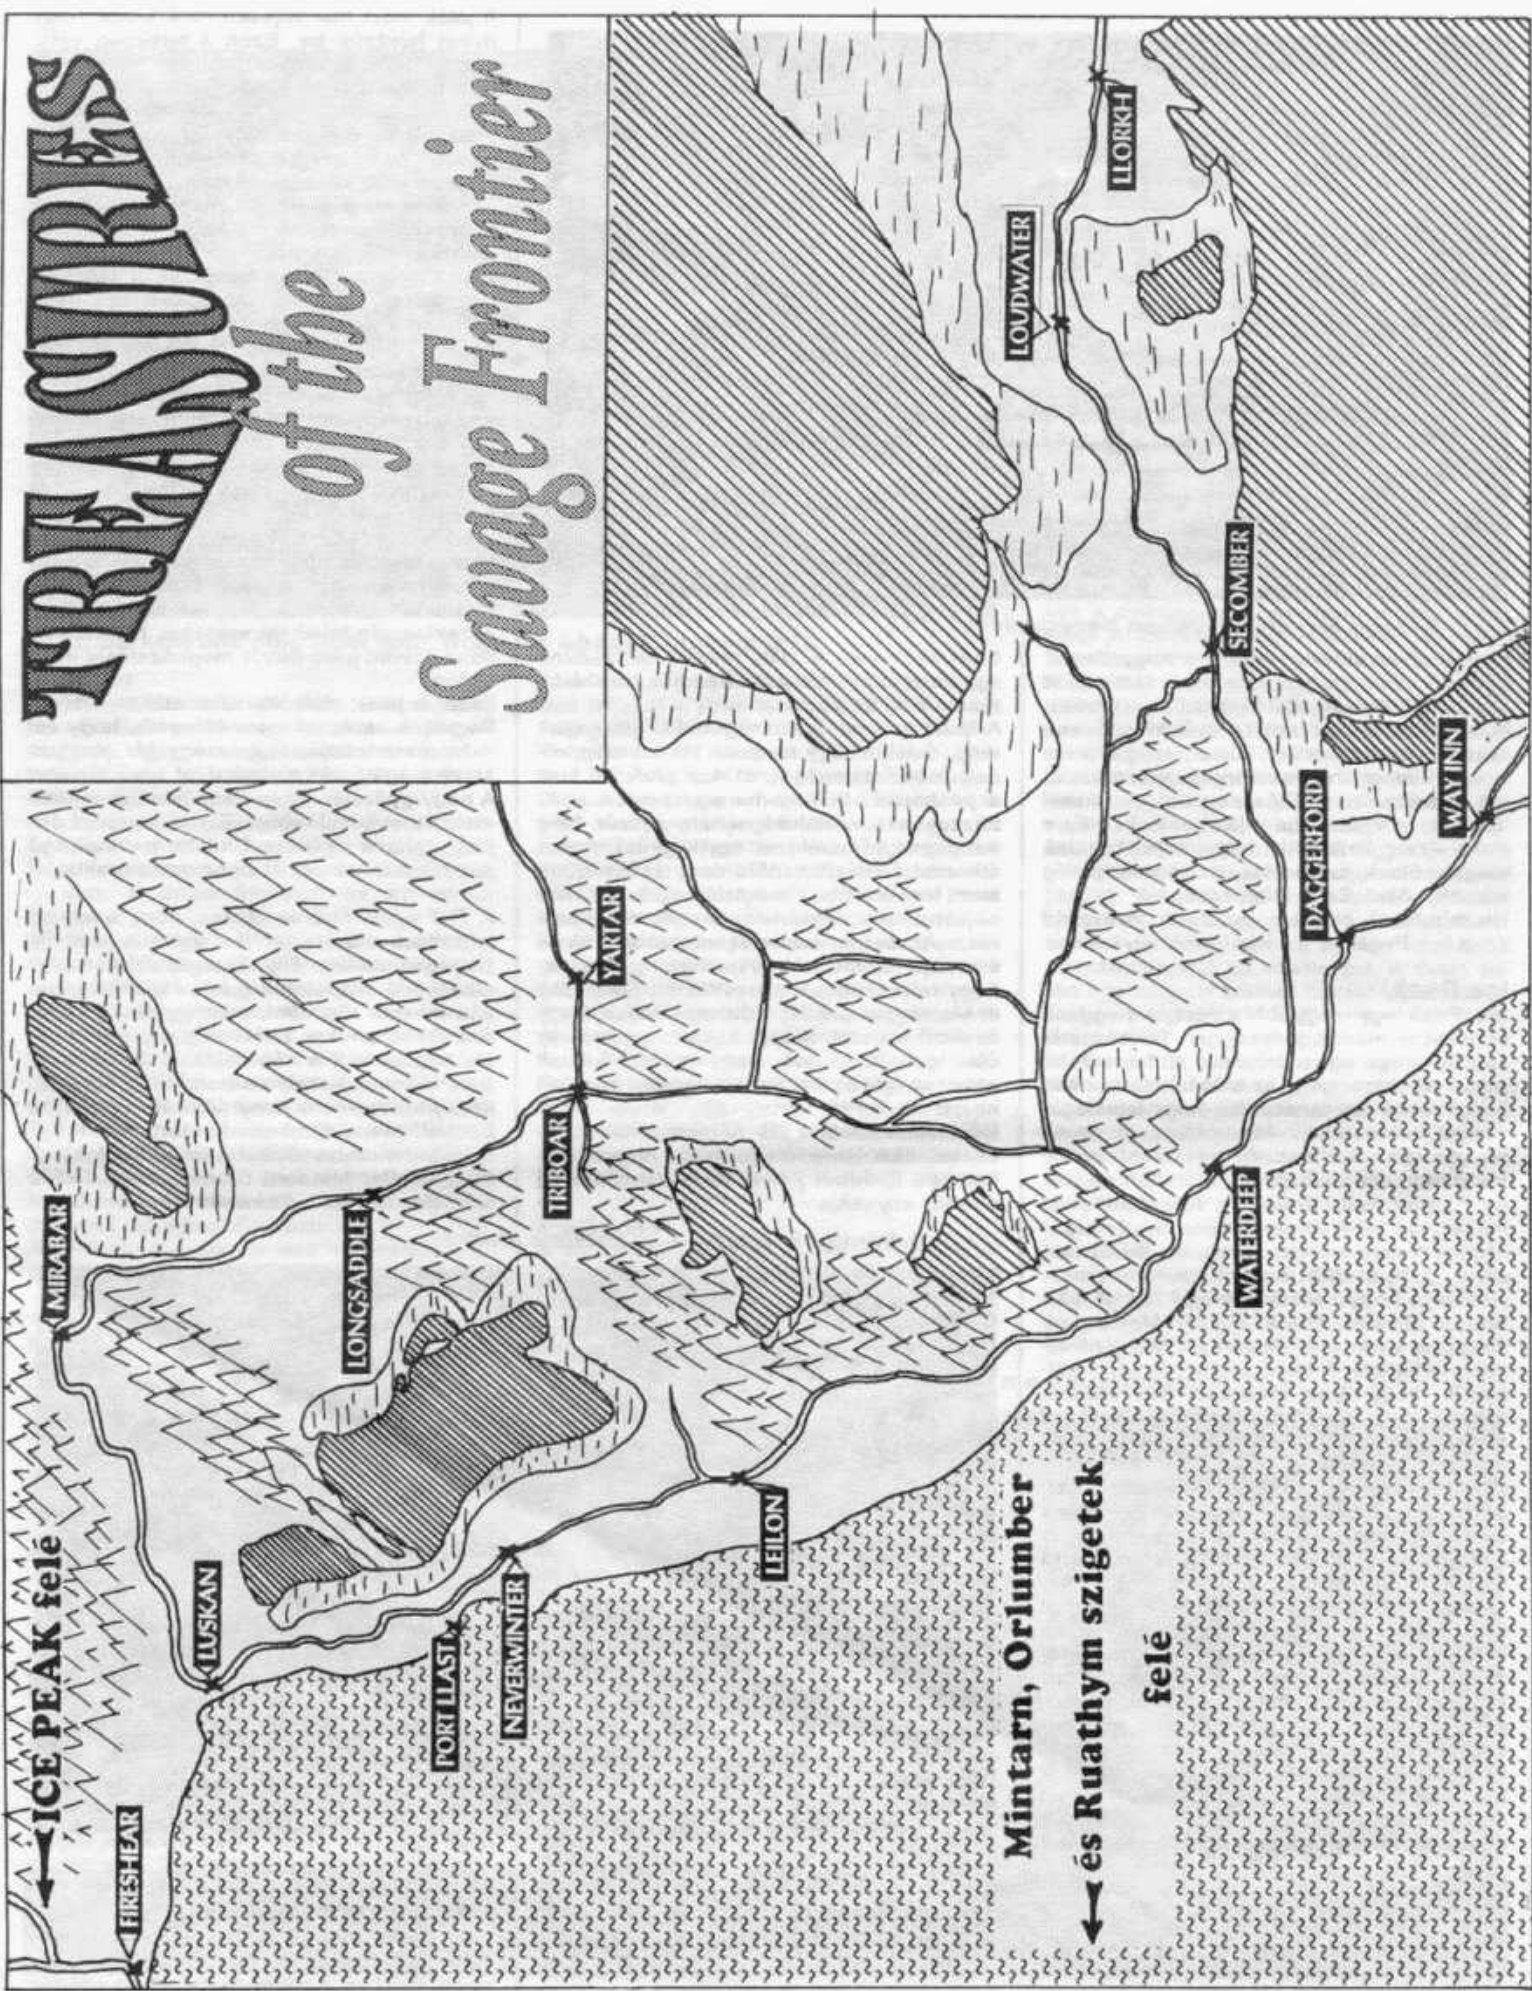 TREASURES
of the
Savage Frontier
ICE PEAK felé
FIRESHEAR
LUSKAN
MIRABAR
LONGSADDLE
PORT LLAST
NEVERWINTER
TRIBOAR
YARTAR
LEILON
LOUDWATER
LLORKH
SECOMBER
DAGGERFORD
WAY INN
WATERDEEP
Mintarn, Orlumber
és Ruathym szigetek
felé